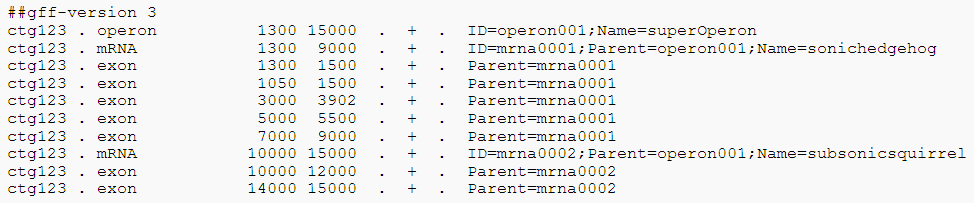 ##gff-version 3
ctg123 . operon 1300 15000 . + . ID=operon001;Name=superOperon
ctg123 . mRNA 1300 9000 . + . ID=mrna0001;Parent=operon001;Name=sonichedgehog
ctg123 . exon 1300 1500 . + . Parent=mrna0001
ctg123 . exon 1050 1500 . + . Parent=mrna0001
ctg123 . exon 3000 3902 . + . Parent=mrna0001
ctg123 . exon 5000 5500 . + . Parent=mrna0001
ctg123 . exon 7000 9000 . + . Parent=mrna0001
ctg123 . mRNA 10000 15000 . + . ID=mrna0002;Parent=operon001;Name=subsonicsquirrel
ctg123 . exon 10000 12000 . + . Parent=mrna0002
ctg123 . exon 14000 15000 . + . Parent=mrna0002